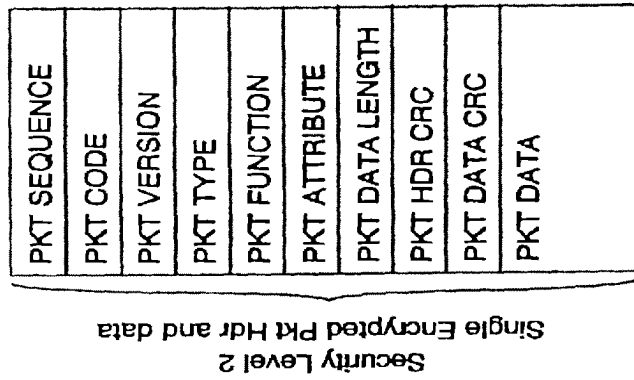 PKT SEQUENCE
PKT CODE
PKT VERSION
PKT TYPE
PKT FUNCTION
PKT ATTRIBUTE
PKT DATA LENGTH
PKT HDR CRC
PKT DATA CRC
PKT DATA
Security Level 2
Single Encrypted Pkt Hdr and data